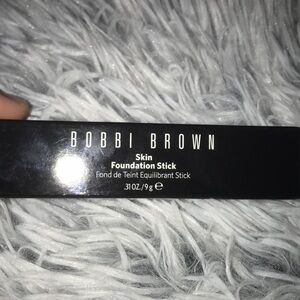 BOBBI BROWN
Skin
Foundation Stick
Fond de Teint Equilibrant Stick
.31 OZ./9 g ℮